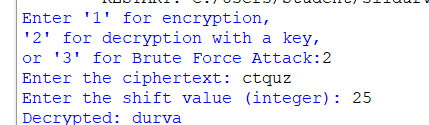 Enter '1' for encryption,
'2' for decryption with a key,
or '3' for Brute Force Attack:2
Enter the ciphertext: ctquz
Enter the shift value (integer): 25
Decrypted: durva